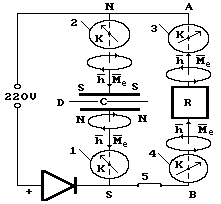 N A
2 K K 3
h̄ M̄e h̄ M̄e
220V
S S
D C R
N N
h̄ M̄e h̄ M̄e
1 K K 4
5
+ S B